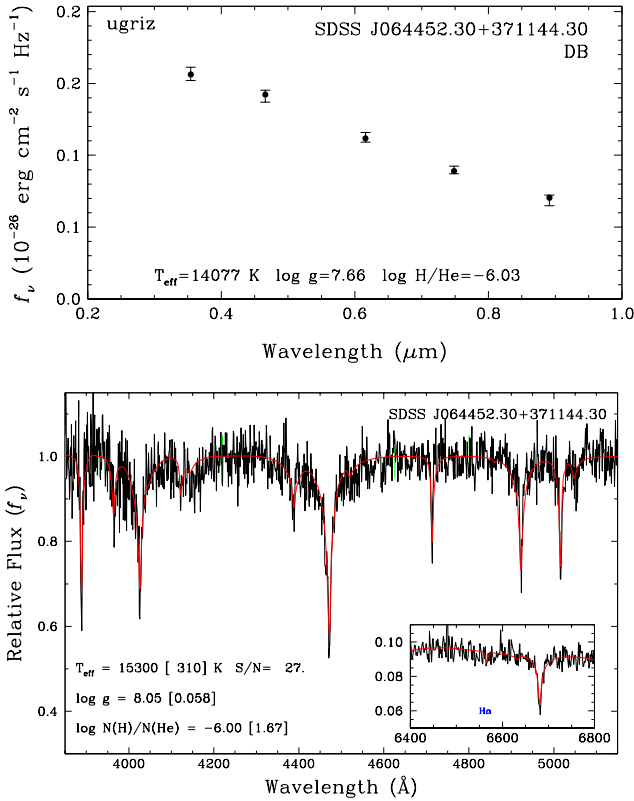 ugriz
SDSS J064452.30+371144.30
DB
0.2
0.2
0.1
0.1
0.0
fν (10−26 erg cm−2 s−1 Hz−1)
Teff=14077 K log g=7.66 log H/He=−6.03
0.2 0.4 0.6 0.8 1.0
Wavelength (μm)
SDSS J064452.30+371144.30
1.0
0.8
0.6
0.4
Relative Flux (fν)
Teff = 15300 [ 310] K S/N= 27.
log g = 8.05 [0.058]
log N(H)/N(He) = −6.00 [1.67]
0.10
0.08
0.06
Hα
6400 6600 6800
4000 4200 4400 4600 4800 5000
Wavelength (Å)